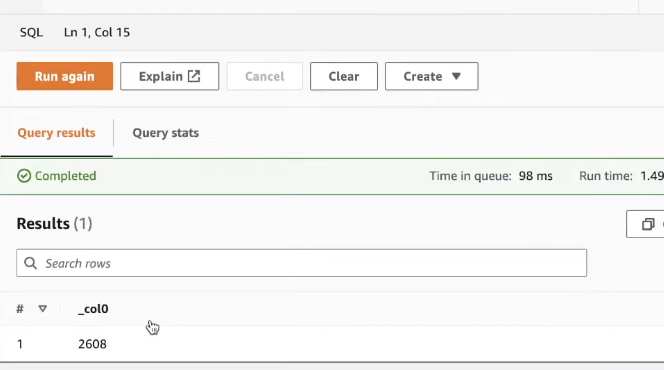 SQL Ln 1, Col 15
Run again Explain Cancel Clear Create
Query results Query stats
Completed Time in queue: 98 ms Run time: 1.49
Results (1)
Search rows
# _col0
1 2608